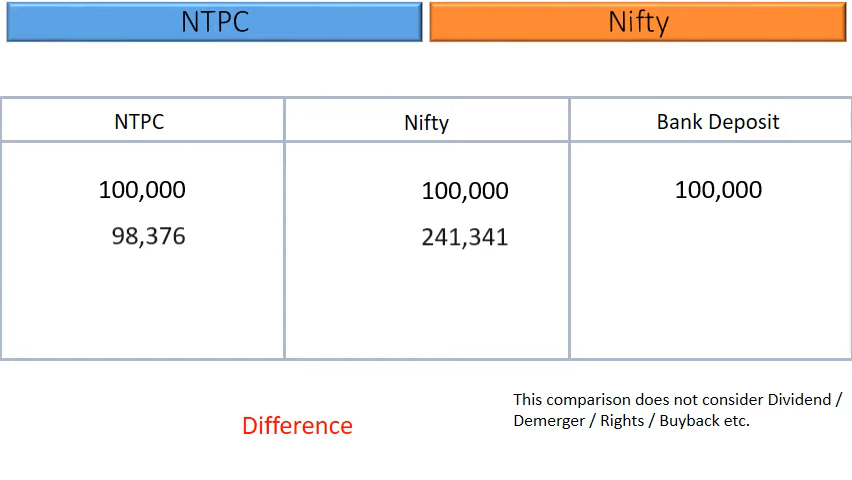 NTPC
Nifty
NTPC
Nifty
Bank Deposit
100,000
100,000
100,000
98,376
241,341
This comparison does not consider Dividend /
Demerger / Rights / Buyback etc.
Difference